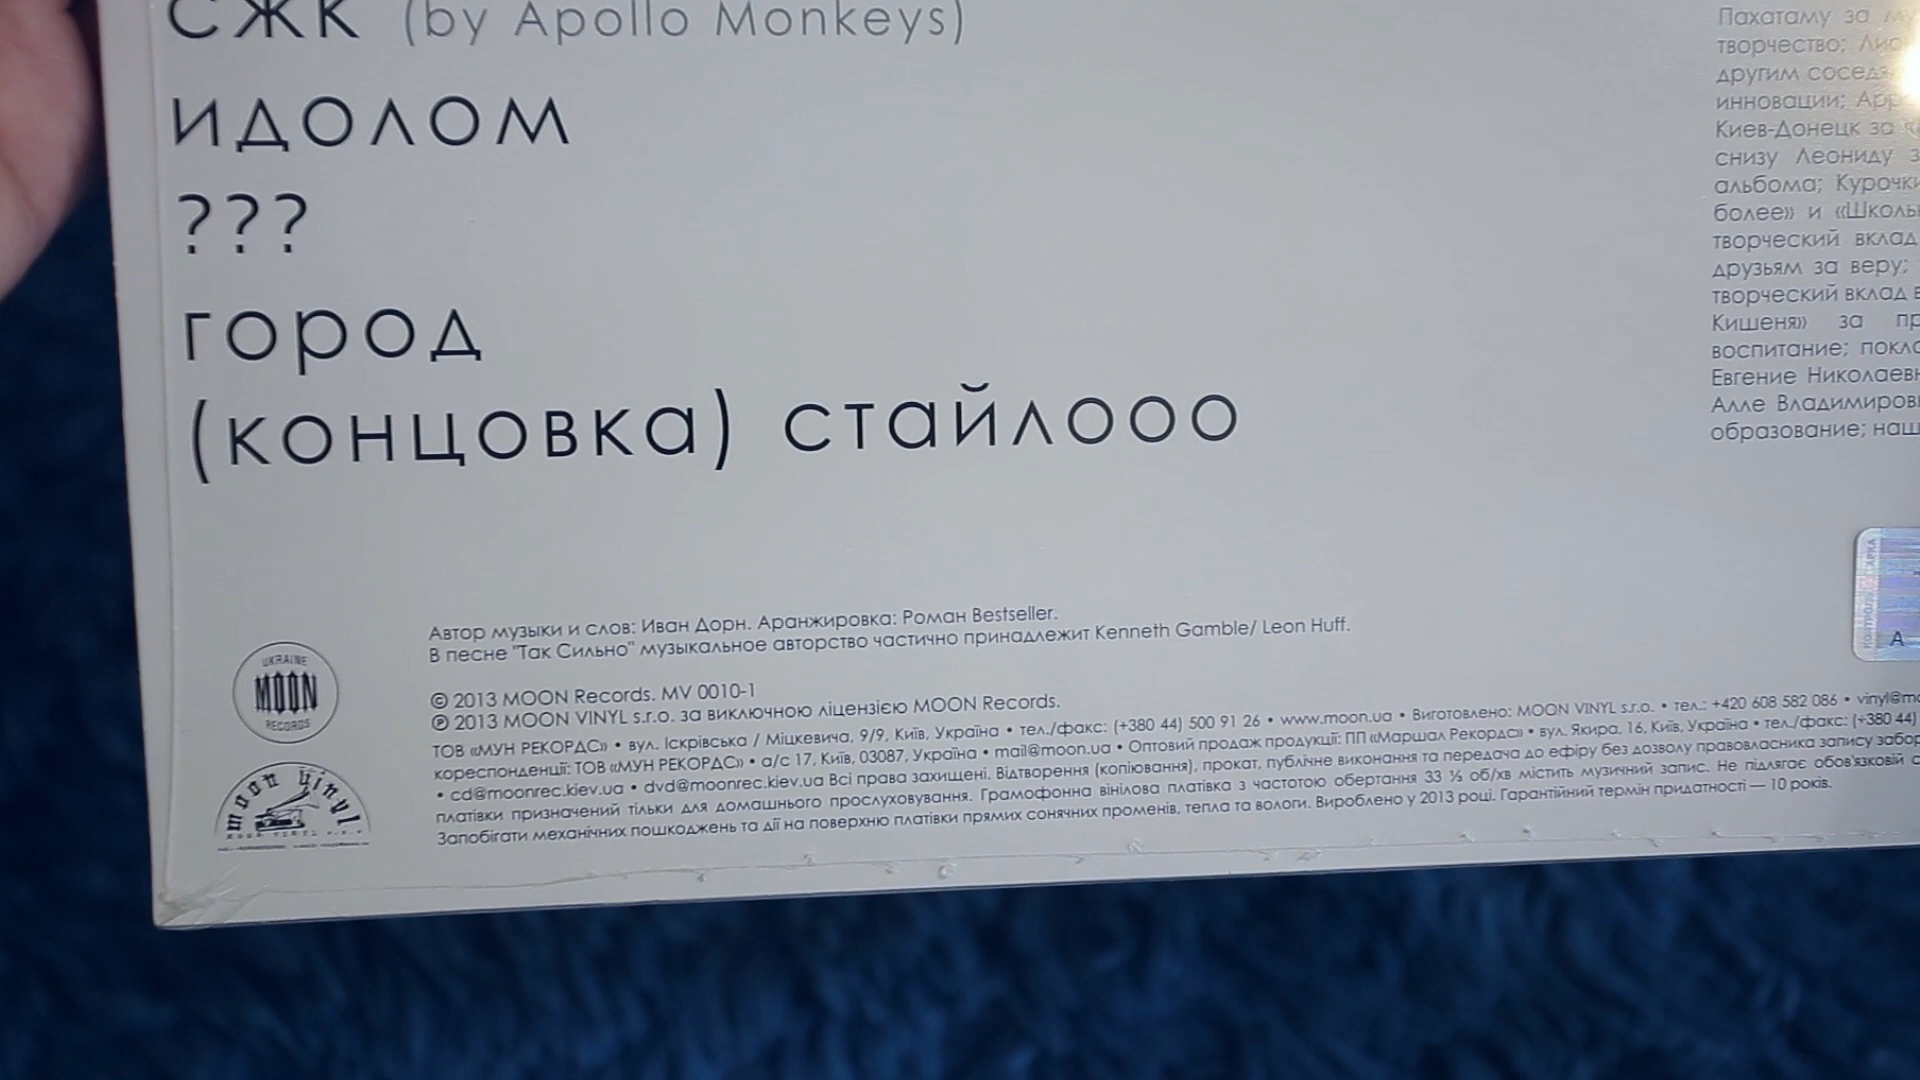 СЖК (by Apollo Monkeys)
ИДОЛОМ
???
ГОРОД
(КОНЦОВКА) СТАЙЛООО
Пахатаму за
творчество;
другим
инновации;
Киев-Донецк за
снизу Леониду
альбома;
более» и
творческий вклад
друзьям за веру;
творческий вклад
Кишеня» за
воспитание;
Евгение
Алле
образование;
UKRAINE
MOON
RECORDS
moon vinyl
Автор музыки и слов: Иван Дорн. Аранжировка: Роман Bestseller.
В песне "Так Сильно" музыкальное авторство частично принадлежит Kenneth Gamble/ Leon Huff.
© 2013 MOON Records. MV 0010-1
℗ 2013 MOON VINYL s.r.o. за виключною ліцензією MOON Records.
ТОВ «МУН РЕКОРДС» • вул. Іскрівська / Міцкевича, 9/9, Київ, Україна • тел./факс: (+380 44) 500 91 26 • www.moon.ua • Виготовлено: MOON VINYL s.r.o. • тел.: +420 608 582 086 •
кореспонденції: ТОВ «МУН РЕКОРДС» • а/с 17, Київ, 03087, Україна • mail@moon.ua • Оптовий продаж продукції: ПП «Маршал Рекордс» • вул. Якира, 16, Київ, Україна • тел./факс: (+380 44)
• cd@moonrec.kiev.ua • dvd@moonrec.kiev.ua Всі права захищені. Відтворення (копіювання), прокат, публічне виконання та передача до ефіру без дозволу правовласника запису
платівки призначений тільки для домашнього прослуховування. Грамофонна вінілова платівка з частотою обертання 33 ⅓ об/хв містить музичний запис. Не підлягає обов'язковій
Запобігати механічних пошкоджень та дії на поверхню платівки прямих сонячних променів, тепла та вологи. Вироблено у 2013 році. Гарантійний термін придатності — 10 років.
А